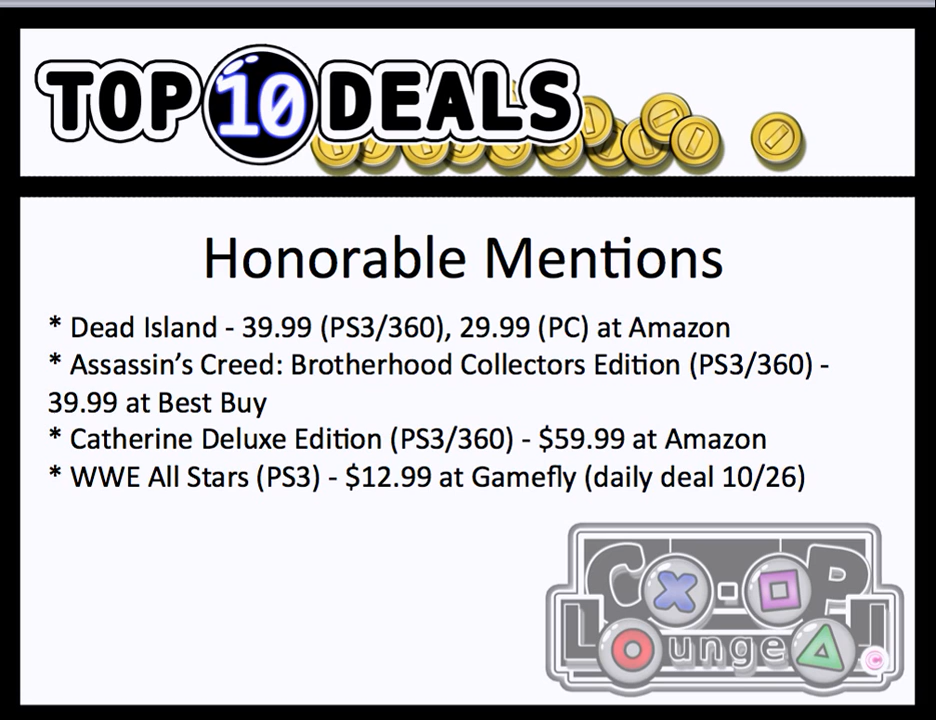 TOP 10 DEALS
Honorable Mentions
* Dead Island - 39.99 (PS3/360), 29.99 (PC) at Amazon
* Assassin’s Creed: Brotherhood Collectors Edition (PS3/360) -
39.99 at Best Buy
* Catherine Deluxe Edition (PS3/360) - $59.99 at Amazon
* WWE All Stars (PS3) - $12.99 at Gamefly (daily deal 10/26)
CX-OP
LOunge